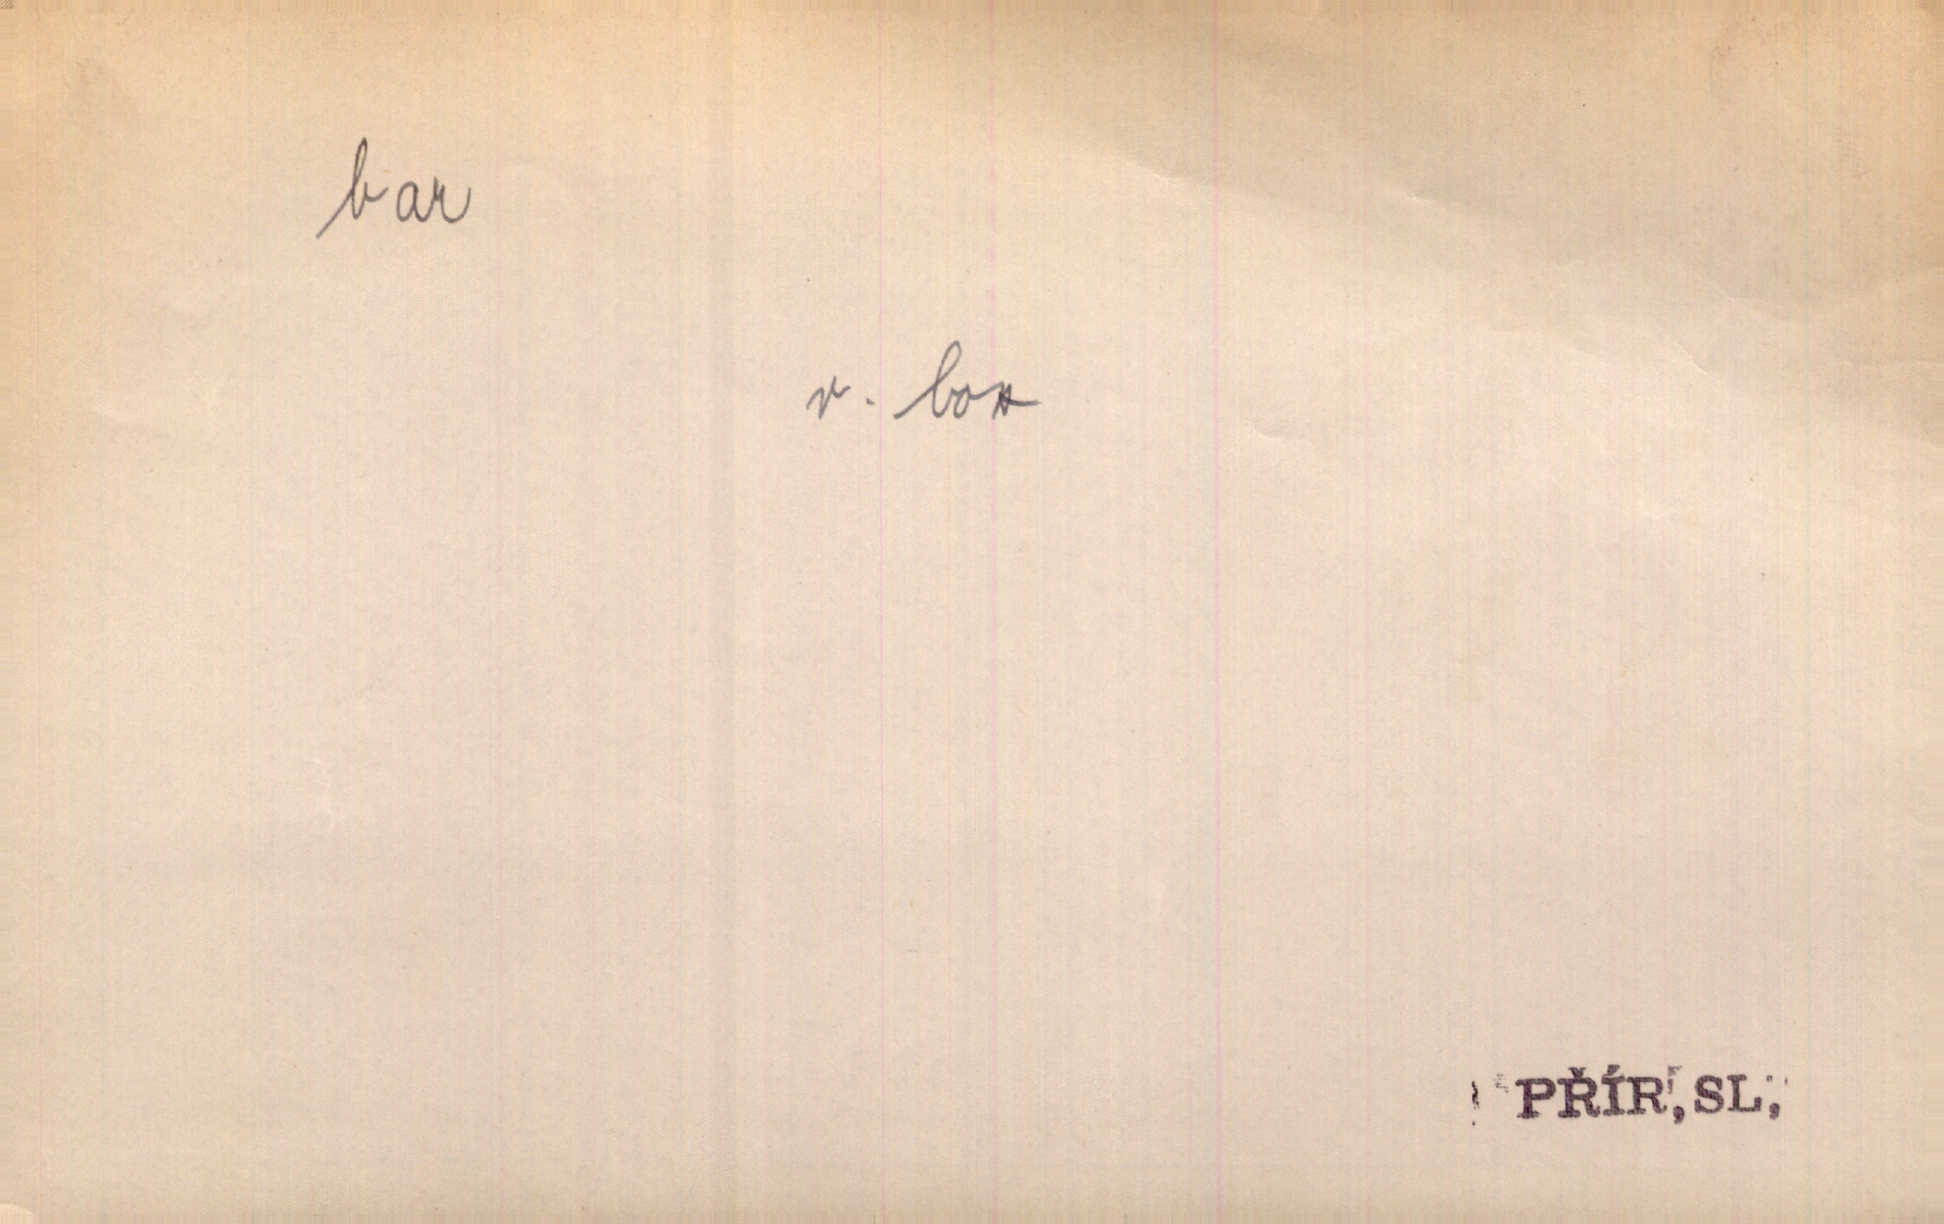 bar
v. box
PŘÍR, SL,